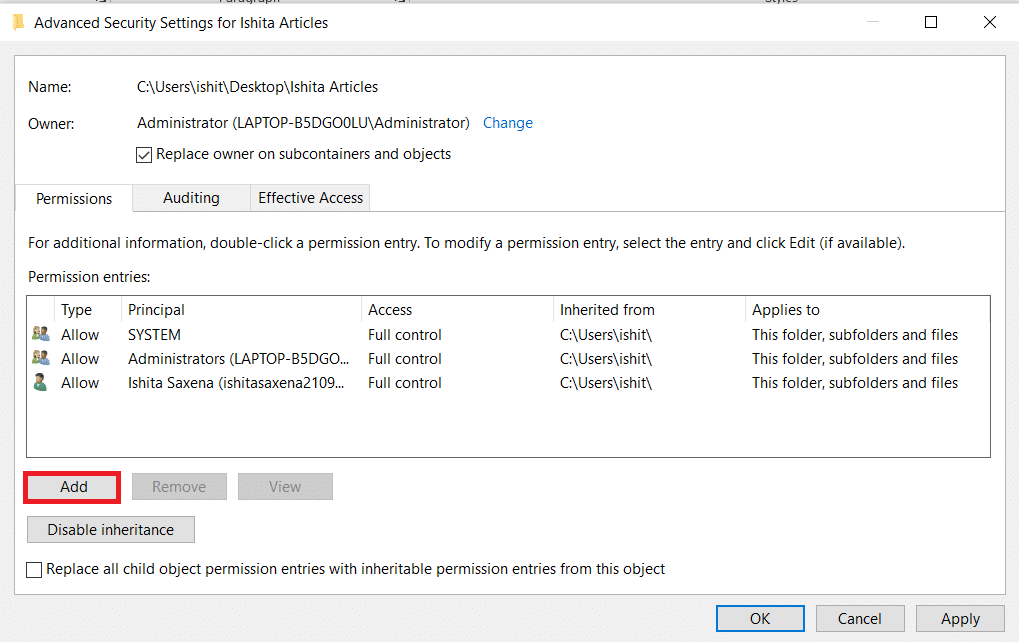 Advanced Security Settings for Ishita Articles
Name: C:\Users\ishit\Desktop\Ishita Articles
Owner: Administrator (LAPTOP-B5DGO0LU\Administrator) Change
Replace owner on subcontainers and objects
Permissions Auditing Effective Access
For additional information, double-click a permission entry. To modify a permission entry, select the entry and click Edit (if available).
Permission entries:
Type Principal Access Inherited from Applies to
Allow SYSTEM Full control C:\Users\ishit\ This folder, subfolders and files
Allow Administrators (LAPTOP-B5DGO... Full control C:\Users\ishit\ This folder, subfolders and files
Allow Ishita Saxena (ishitasaxena2109... Full control C:\Users\ishit\ This folder, subfolders and files
Add Remove View
Disable inheritance
Replace all child object permission entries with inheritable permission entries from this object
OK Cancel Apply